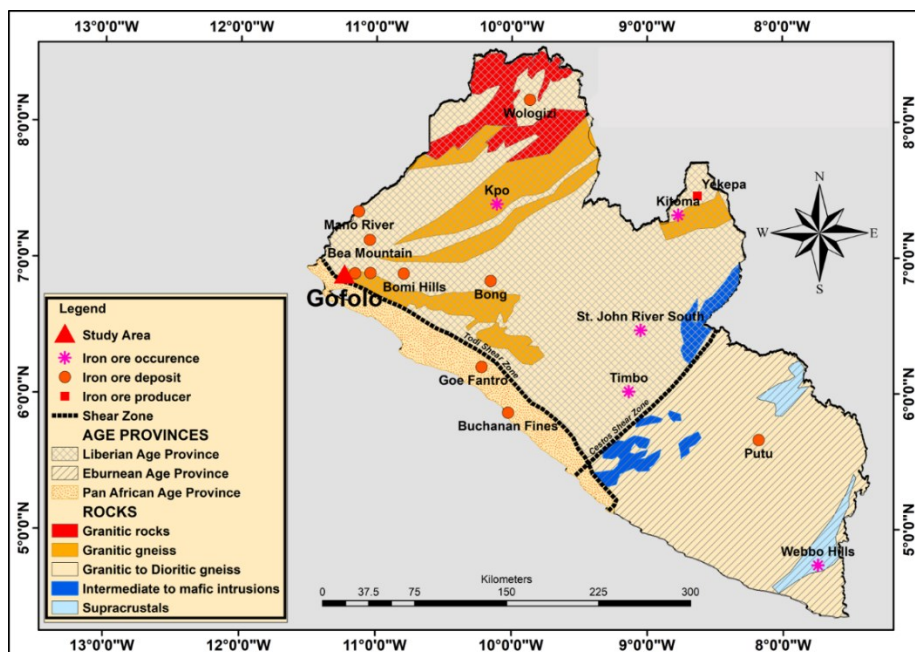 13°0'0"W 12°0'0"W 11°0'0"W 10°0'0"W 9°0'0"W 8°0'0"W
8°0'0"N
8°0'0"N
7°0'0"N
7°0'0"N
6°0'0"N
6°0'0"N
5°0'0"N
5°0'0"N
N
W
E
S
Wologizi
Kpo
Yekepa
Kitoma
Mano River
Bea Mountain
Bomi Hills
Bong
Gofolo
St. John River South
Todi Shear Zone
Goe Fantro
Timbo
Buchanan Fines
Cestos Shear Zone
Putu
Webbo Hills
Legend
Study Area
Iron ore occurence
Iron ore deposit
Iron ore producer
Shear Zone
AGE PROVINCES
Liberian Age Province
Eburnean Age Province
Pan African Age Province
ROCKS
Granitic rocks
Granitic gneiss
Granitic to Dioritic gneiss
Intermediate to mafic intrusions
Supracrustals
Kilometers
0 37.5 75 150 225 300
13°0'0"W 12°0'0"W 11°0'0"W 10°0'0"W 9°0'0"W 8°0'0"W